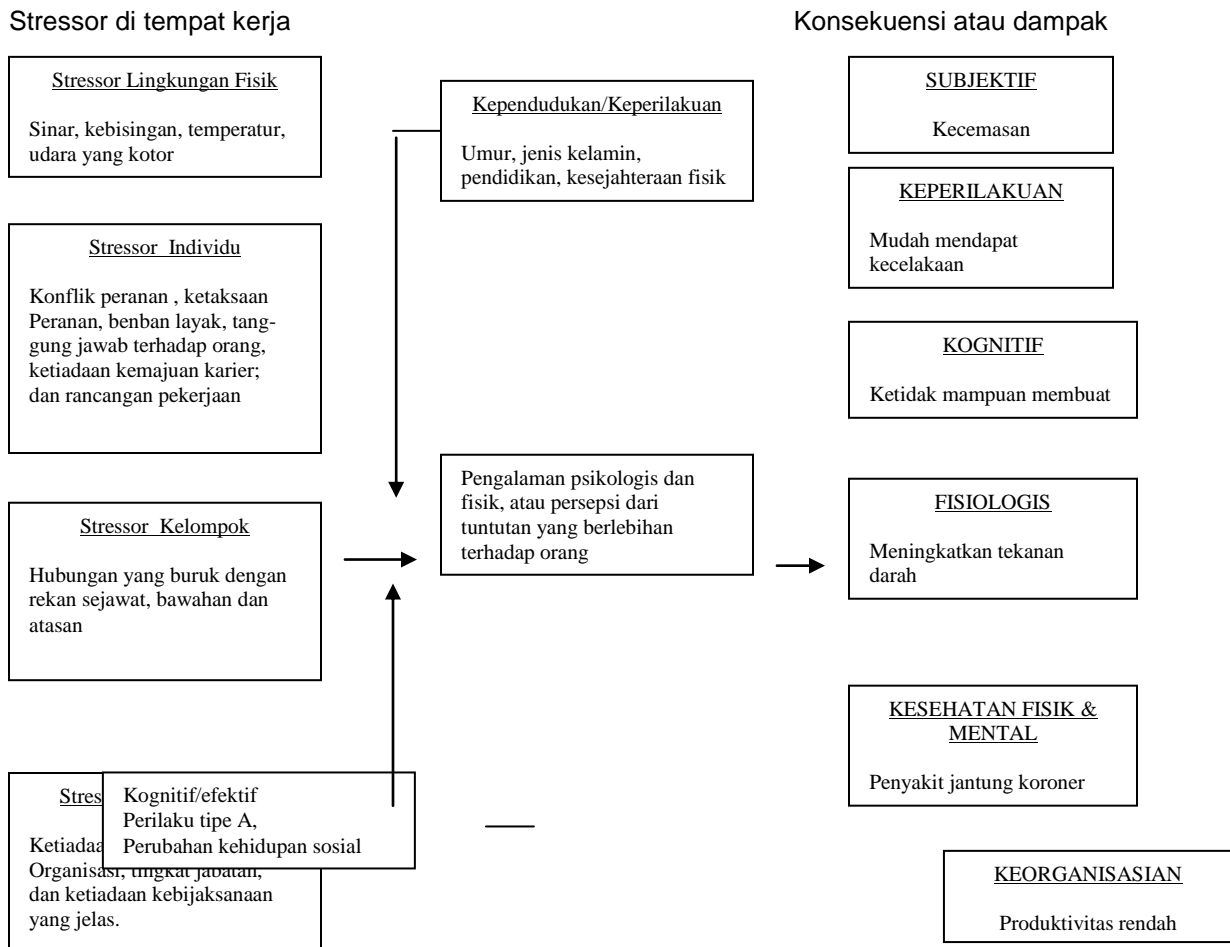 Stressor di tempat kerja
Konsekuensi atau dampak
Stressor Lingkungan Fisik
Sinar, kebisingan, temperatur,
udara yang kotor
Stressor Individu
Konflik peranan , ketaksaan
Peranan, benban layak, tang-
gung jawab terhadap orang,
ketiadaan kemajuan karier;
dan rancangan pekerjaan
Stressor Kelompok
Hubungan yang buruk dengan
rekan sejawat, bawahan dan
atasan
Organisasi, tingkat jabatan,
dan ketiadaan kebijaksanaan
yang jelas.
Kognitif/efektif
Perilaku tipe A,
Perubahan kehidupan sosial
Kependudukan/Keperilakuan
Umur, jenis kelamin,
pendidikan, kesejahteraan fisik
Pengalaman psikologis dan
fisik, atau persepsi dari
tuntutan yang berlebihan
terhadap orang
SUBJEKTIF
Kecemasan
KEPERILAKUAN
Mudah mendapat
kecelakaan
KOGNITIF
Ketidak mampuan membuat
FISIOLOGIS
Meningkatkan tekanan
darah
KESEHATAN FISIK &
MENTAL
Penyakit jantung koroner
KEORGANISASIAN
Produktivitas rendah